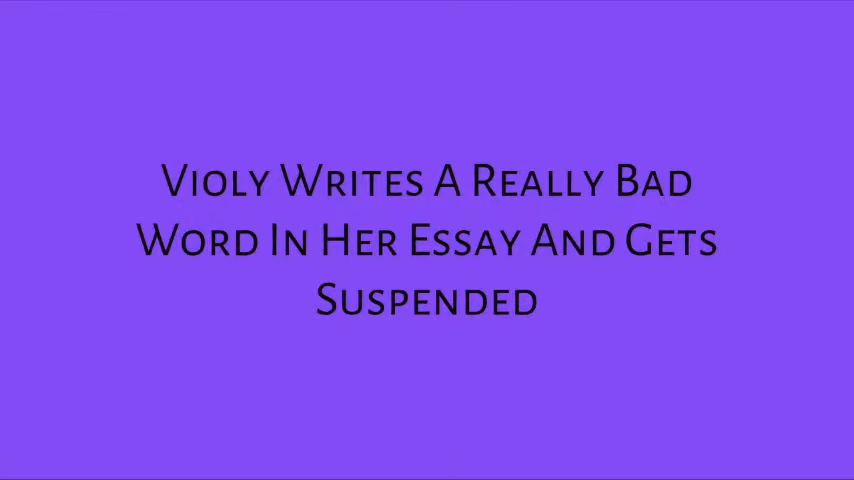 Violy Writes A Really Bad
Word In Her Essay And Gets
Suspended